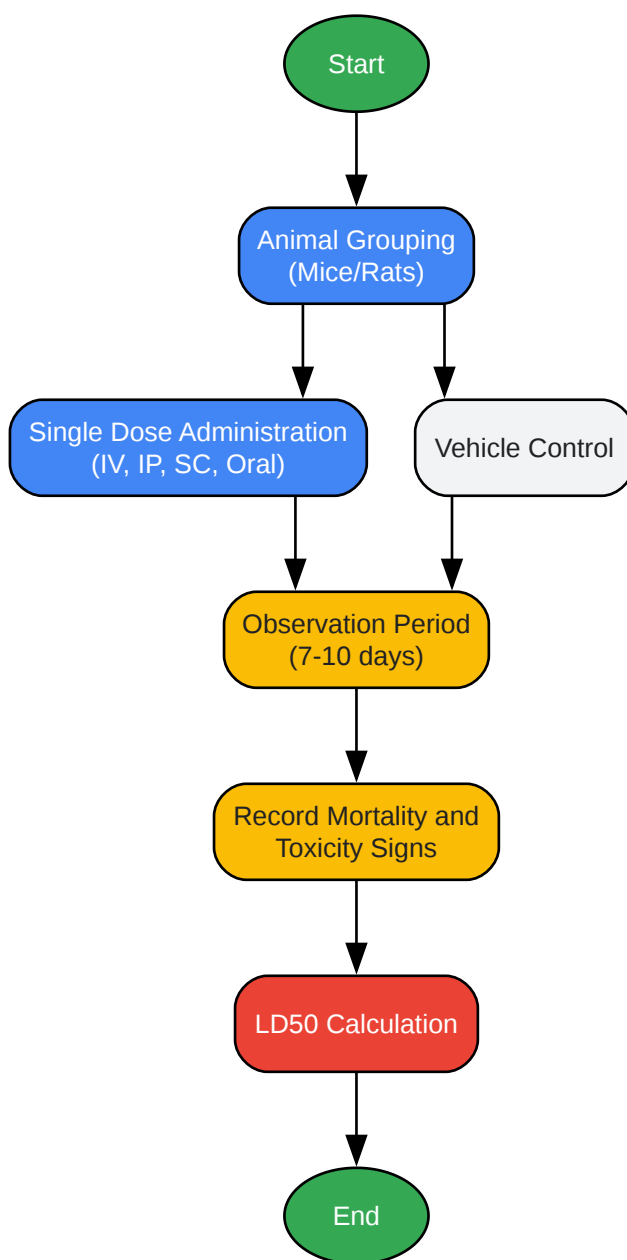 Start
Animal Grouping
(Mice/Rats)
Single Dose Administration
(IV, IP, SC, Oral)
Vehicle Control
Observation Period
(7-10 days)
Record Mortality and
Toxicity Signs
LD50 Calculation
End